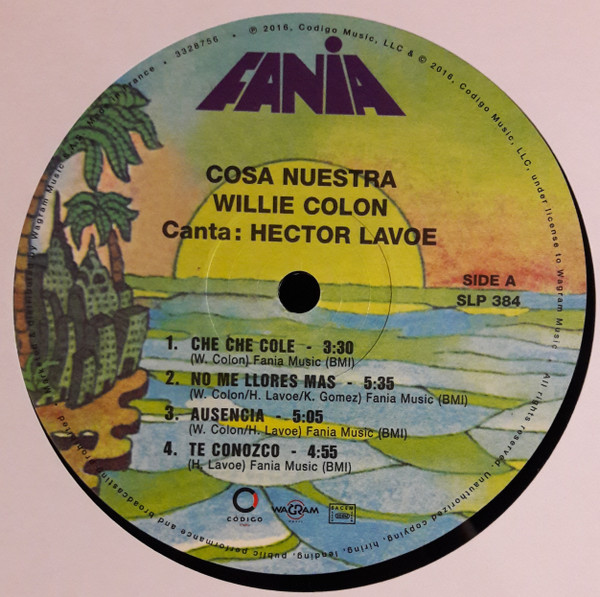 3328756 • ℗ 2016, Codigo Music, LLC & © 2016, Codigo Music, LLC, under license to Wagram Music
All rights reserved. Unauthorized copying, hiring, lending, public performance and broadcasting prohibited
FANIA
COSA NUESTRA
WILLIE COLON
Canta: HECTOR LAVOE
SIDE A
SLP 384
1. CHE CHE COLE - 3:30
(W. Colon) Fania Music (BMI)
2. NO ME LLORES MAS - 5:35
(W. Colon/H. Lavoe/K. Gomez) Fania Music (BMI)
3. AUSENCIA - 5:05
(W. Colon/H. Lavoe) Fania Music (BMI)
4. TE CONOZCO - 4:55
(H. Lavoe) Fania Music (BMI)
CÓDIGO
WAGRAM
MUSIC
SACEM